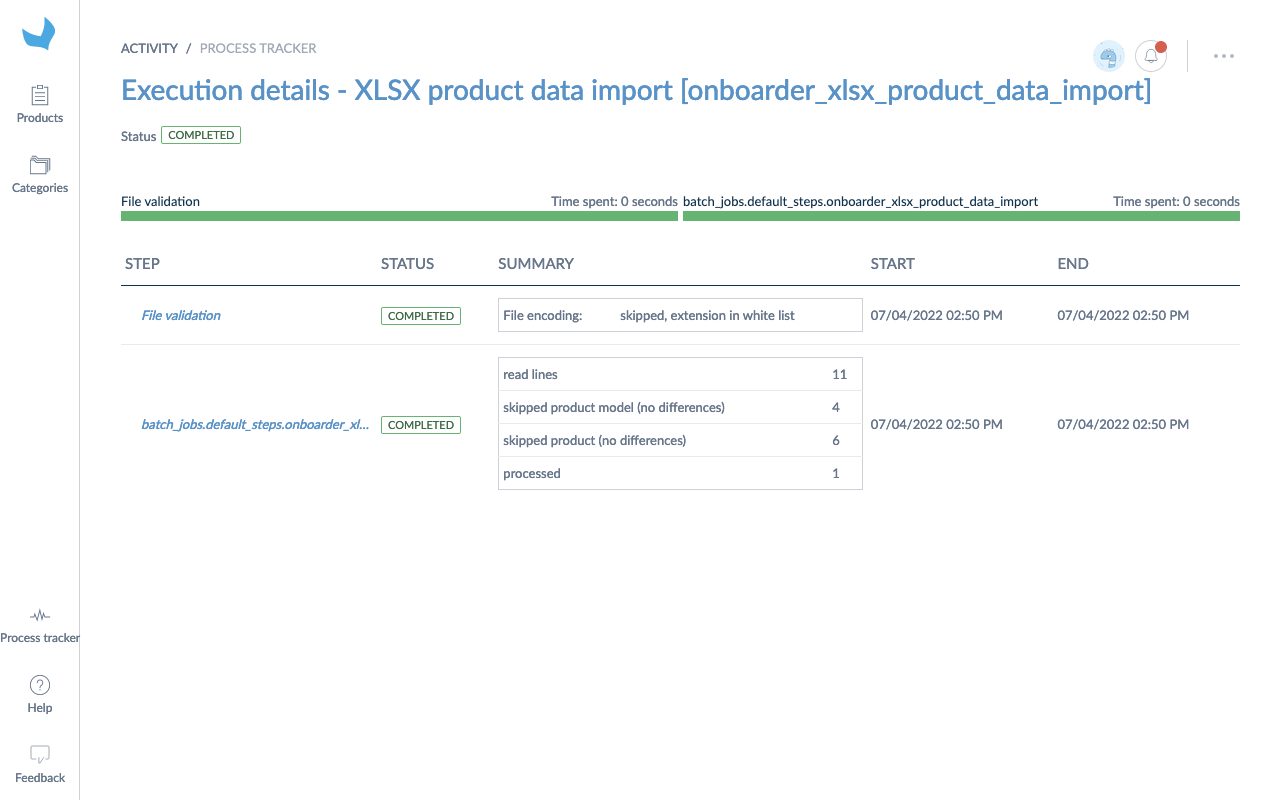 ACTIVITY / PROCESS TRACKER
Execution details - XLSX product data import [onboarder_xlsx_product_data_import]
Status COMPLETED
Products
Categories
File validation Time spent: 0 seconds batch_jobs.default_steps.onboarder_xlsx_product_data_import Time spent: 0 seconds
STEP STATUS SUMMARY START END
File validation COMPLETED File encoding: skipped, extension in white list 07/04/2022 02:50 PM 07/04/2022 02:50 PM
read lines 11
skipped product model (no differences) 4
batch_jobs.default_steps.onboarder_xl... COMPLETED 07/04/2022 02:50 PM 07/04/2022 02:50 PM
skipped product (no differences) 6
processed 1
Process tracker
Help
Feedback